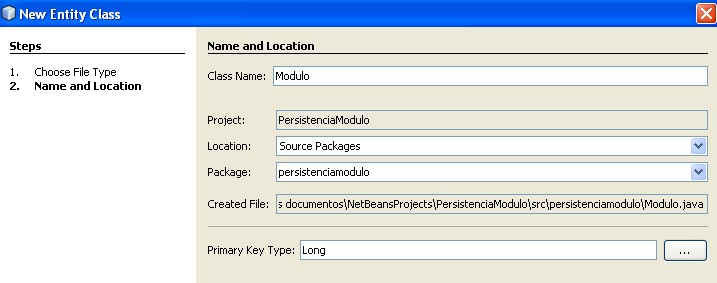 New Entity Class
Steps
1. Choose File Type
2. Name and Location
Name and Location
Class Name: Modulo
Project: PersistenciaModulo
Location: Source Packages
Package: persistenciamodulo
Created File: s documentos\NetBeansProjects\PersistenciaModulo\src\persistenciamodulo\Modulo.java
Primary Key Type: Long ...